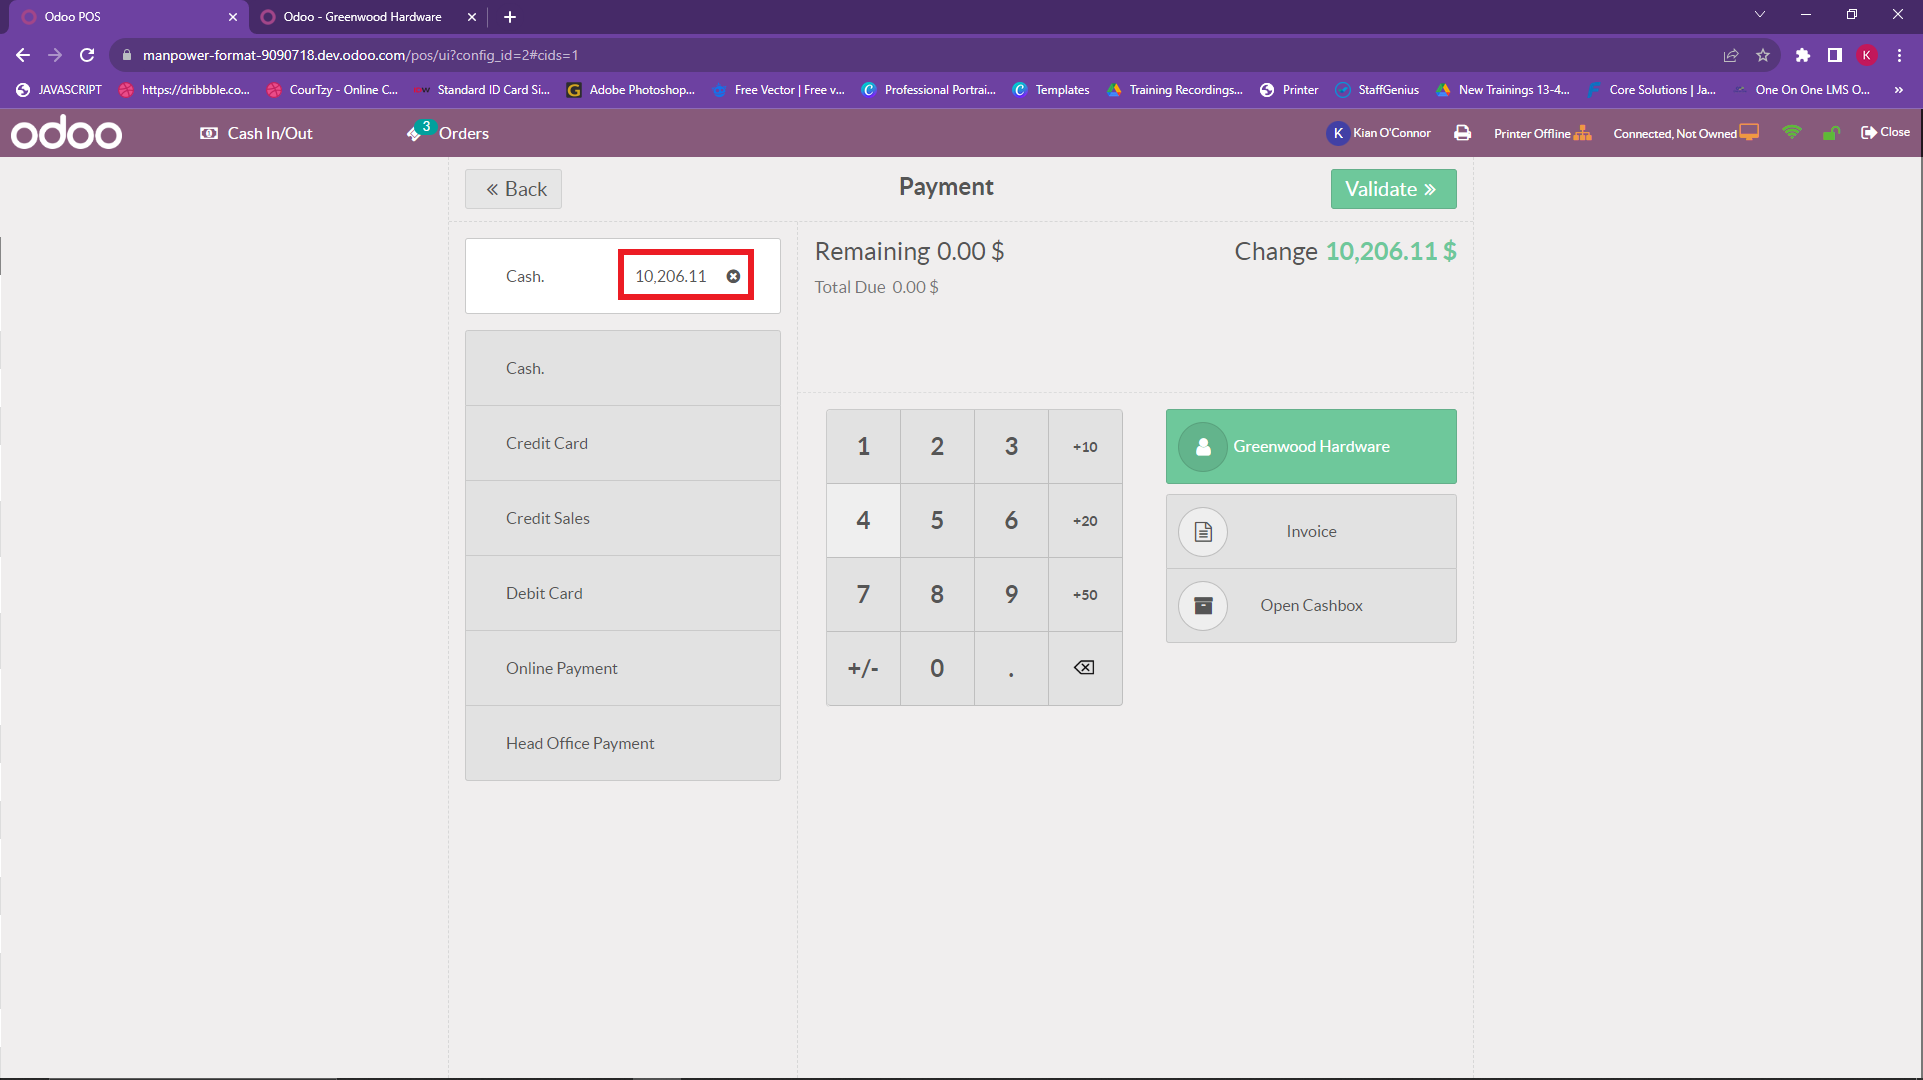 Odoo POS
Odoo - Greenwood Hardware
manpower-format-9090718.dev.odoo.com/pos/ui?config_id=2#cids=1
K
JAVASCRIPT https://dribbble.co... CourTzy - Online C... Standard ID Card Si... Adobe Photoshop... Free Vector | Free v... Professional Portrai... Templates Training Recordings... Printer StaffGenius New Trainings 13-4... Core Solutions | Ja... One On One LMS O... »
odoo Cash In/Out 3 Orders K Kian O'Connor Printer Offline Connected, Not Owned Close
« Back Payment Validate »
Cash. 10,206.11
Remaining 0.00 $ Change 10,206.11 $
Total Due 0.00 $
Cash.
Credit Card
Credit Sales
Debit Card
Online Payment
Head Office Payment
1 2 3 +10
4 5 6 +20
7 8 9 +50
+/- 0 .
Greenwood Hardware
Invoice
Open Cashbox